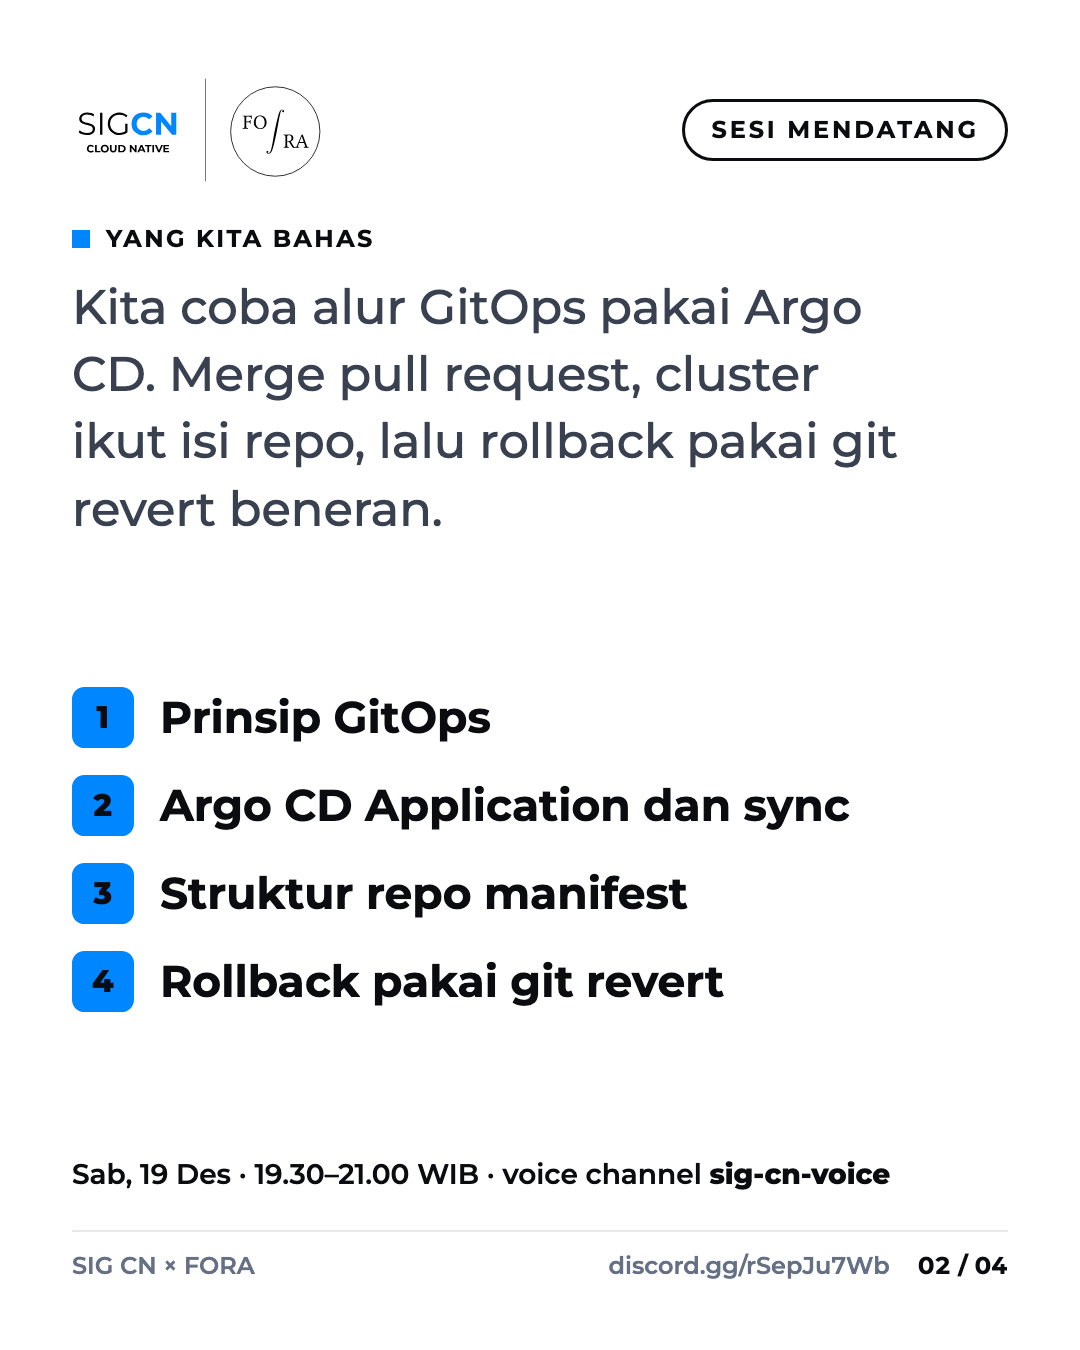 SIGCN
CLOUD NATIVE
FO
RA
SESI MENDATANG
YANG KITA BAHAS
Kita coba alur GitOps pakai Argo
CD. Merge pull request, cluster
ikut isi repo, lalu rollback pakai git
revert beneran.
1 Prinsip GitOps
2 Argo CD Application dan sync
3 Struktur repo manifest
4 Rollback pakai git revert
Sab, 19 Des · 19.30–21.00 WIB · voice channel sig-cn-voice
SIG CN × FORA
discord.gg/rSepJu7Wb 02 / 04